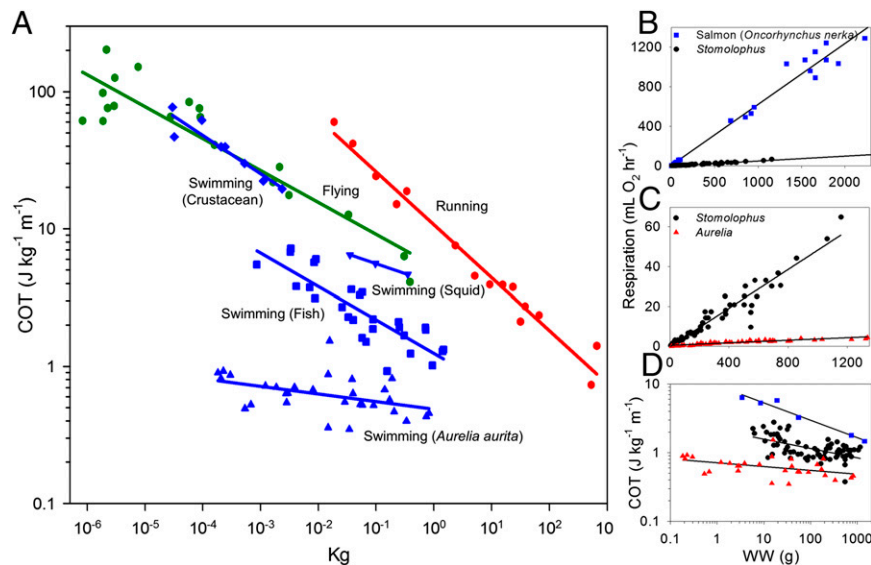 A
COT (J kg⁻¹ m⁻¹)
100
10
1
0.1
10⁻⁶ 10⁻⁵ 10⁻⁴ 10⁻³ 10⁻² 10⁻¹ 10⁰ 10¹ 10² 10³
Kg
Swimming
(Crustacean)
Flying
Running
Swimming (Squid)
Swimming (Fish)
Swimming (Aurelia aurita)
B
Salmon (Oncorhynchus nerka)
Stomolophus
1200
800
400
0
0 500 1000 1500 2000
Respiration (mL O₂ hr⁻¹)
C
Stomolophus
Aurelia
80
60
40
20
0
0 400 800 1200
D
COT (J kg⁻¹ m⁻¹)
10
1
0.1
0.1 1 10 100 1000
WW (g)